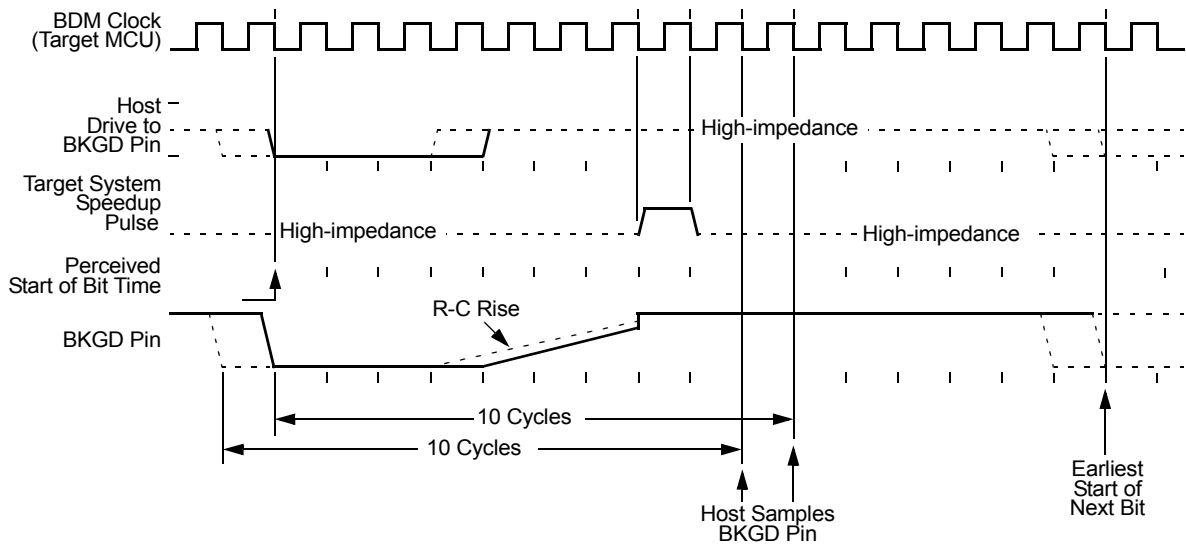 BDM Clock
(Target MCU)
Host
Drive to
BKGD Pin
High-impedance
Target System
Speedup
Pulse
High-impedance
High-impedance
Perceived
Start of Bit Time
R-C Rise
BKGD Pin
10 Cycles
10 Cycles
Host Samples
BKGD Pin
Earliest
Start of
Next Bit